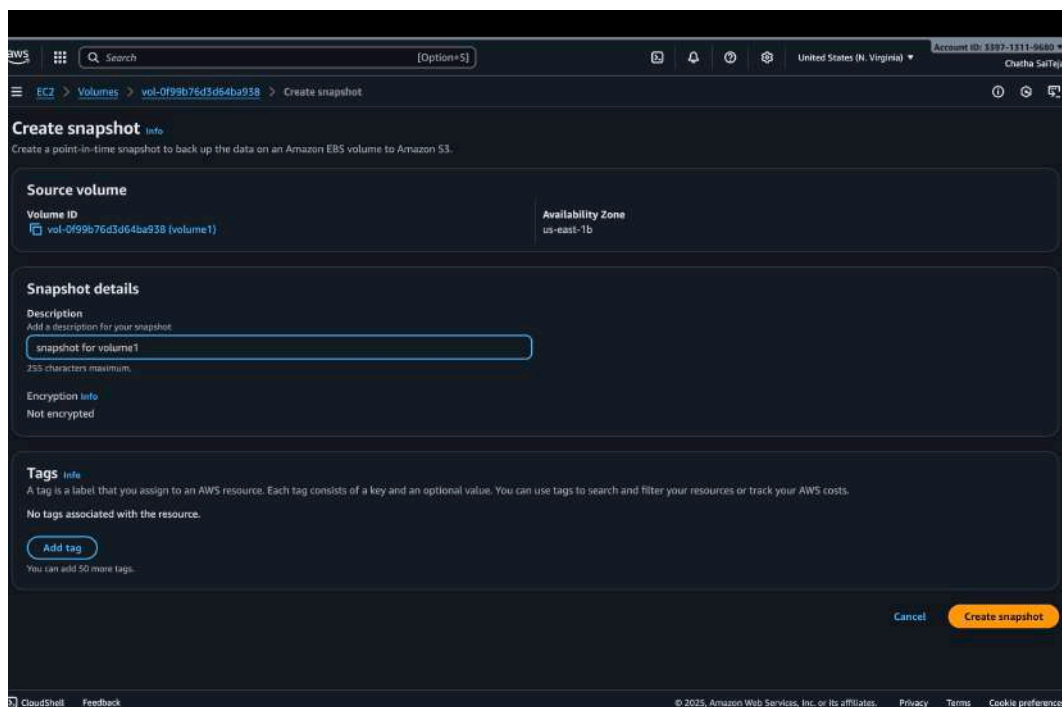 aws Search [Option+S] United States (N. Virginia) Account ID: 3397-1311-9680
Chatha SaiTeja
EC2 > Volumes > vol-0f99b76d3d64ba938 > Create snapshot
Create snapshot Info
Create a point-in-time snapshot to back up the data on an Amazon EBS volume to Amazon S3.
Source volume
Volume ID Availability Zone
vol-0f99b76d3d64ba938 (volume1) us-east-1b
Snapshot details
Description
Add a description for your snapshot
snapshot for volume1
255 characters maximum.
Encryption Info
Not encrypted
Tags Info
A tag is a label that you assign to an AWS resource. Each tag consists of a key and an optional value. You can use tags to search and filter your resources or track your AWS costs.
No tags associated with the resource.
Add tag
You can add 50 more tags.
Cancel Create snapshot
CloudShell Feedback © 2025, Amazon Web Services, Inc. or its affiliates. Privacy Terms Cookie preferences